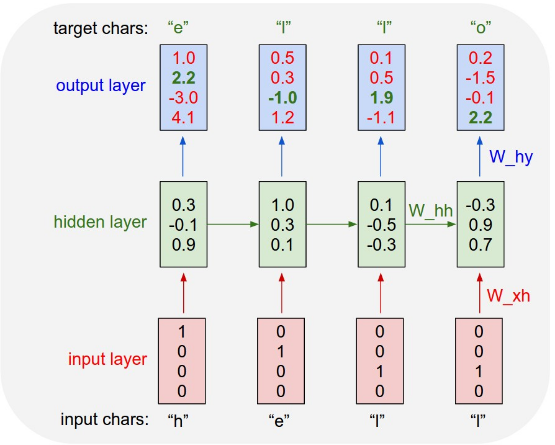 target chars: “e” “l” “l” “o”
output layer
1.0 0.5 0.1 0.2
2.2 0.3 0.5 -1.5
-3.0 -1.0 1.9 -0.1
4.1 1.2 -1.1 2.2
W_hy
hidden layer
0.3 1.0 0.1 -0.3
-0.1 0.3 -0.5 0.9
0.9 0.1 -0.3 0.7
W_hh
W_xh
input layer
1 0 0 0
0 1 0 0
0 0 1 1
0 0 0 0
input chars: “h” “e” “l” “l”